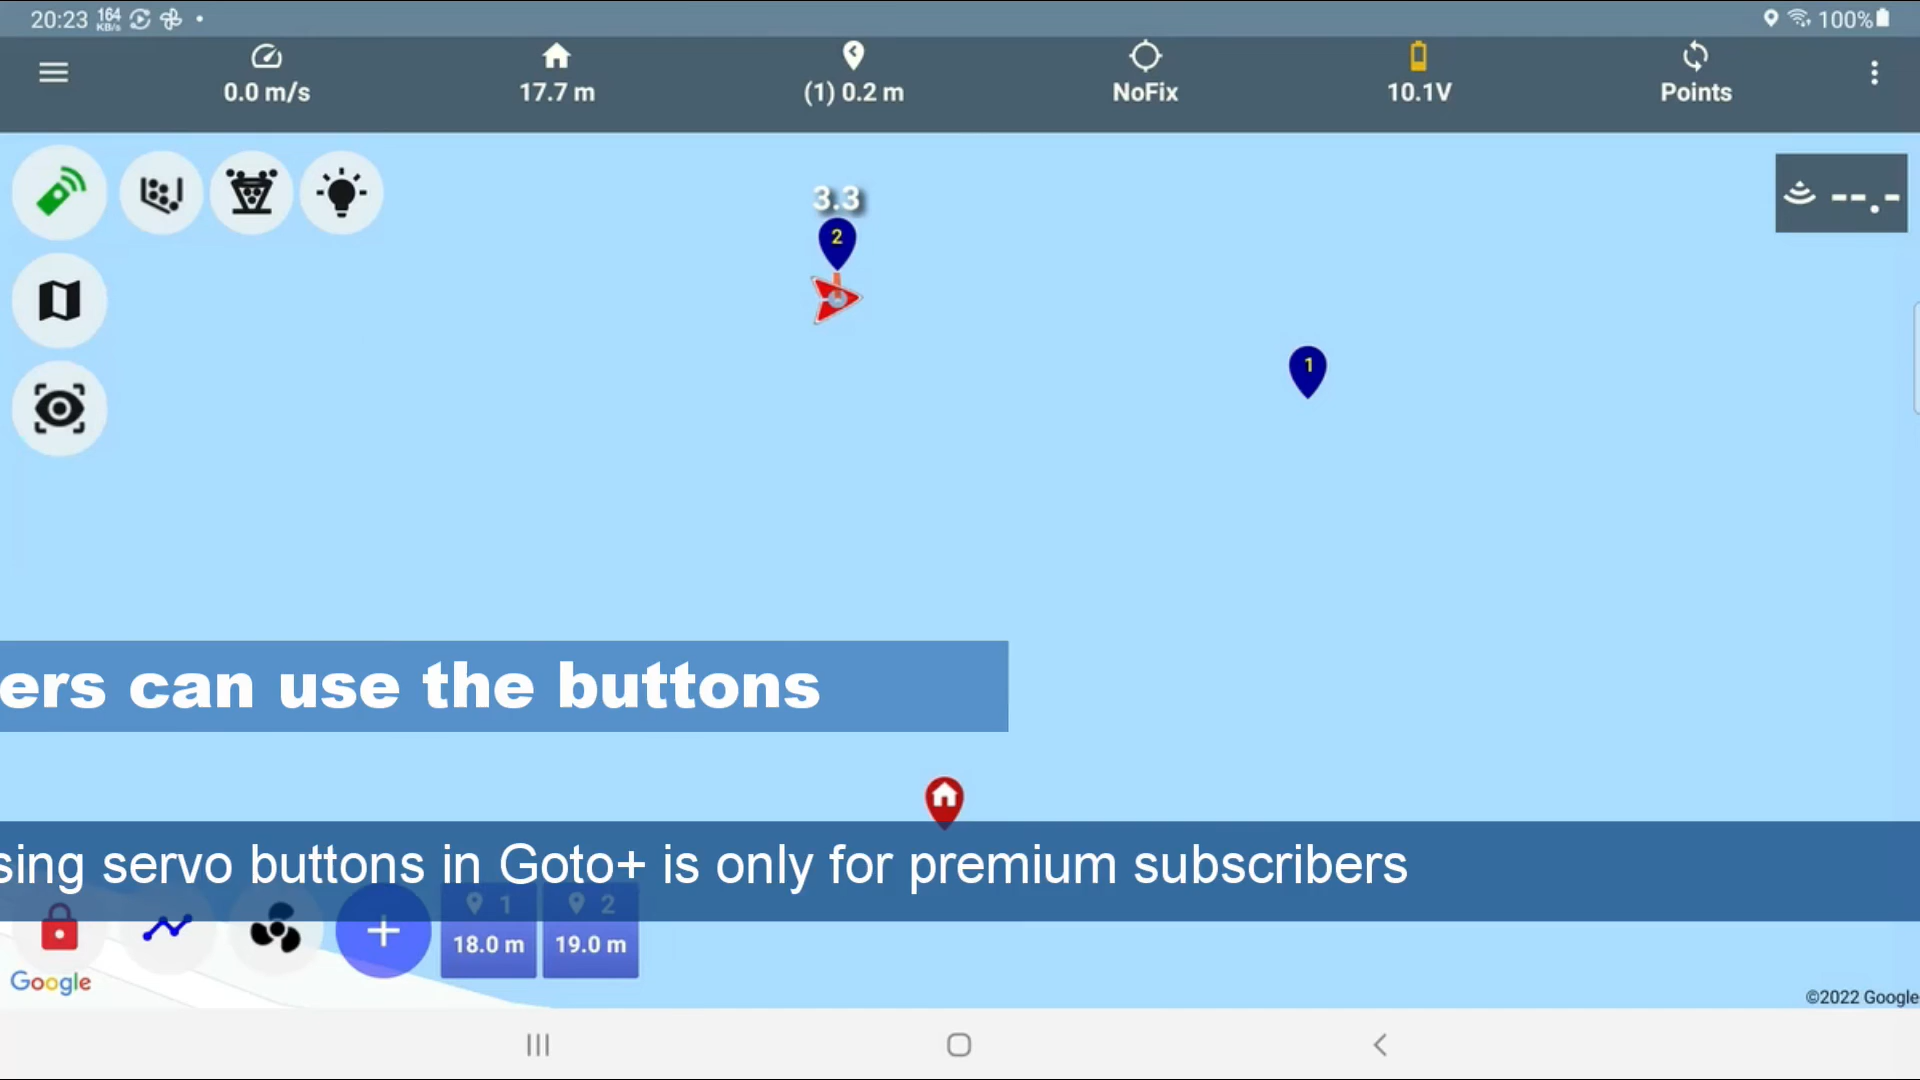 20:23 164 KB/s 100%
0.0 m/s 17.7 m (1) 0.2 m NoFix 10.1V Points
--.-
3.3
2
1
ers can use the buttons
sing servo buttons in Goto+ is only for premium subscribers
1 2
18.0 m 19.0 m
Google
©2022 Google